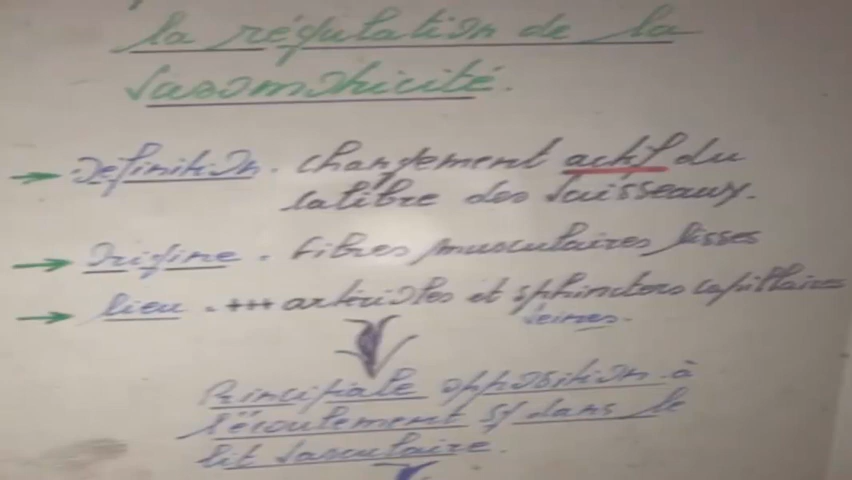 la régulation de la
vasomotricité.
→ Définition . changement actif du
calibre des vaisseaux.
→ Origine . fibres musculaires lisses
→ lieu . +++ artérioles et sphincters capillaires
veines.
Principale opposition à
l'écoulement sg dans le
lit vasculaire.